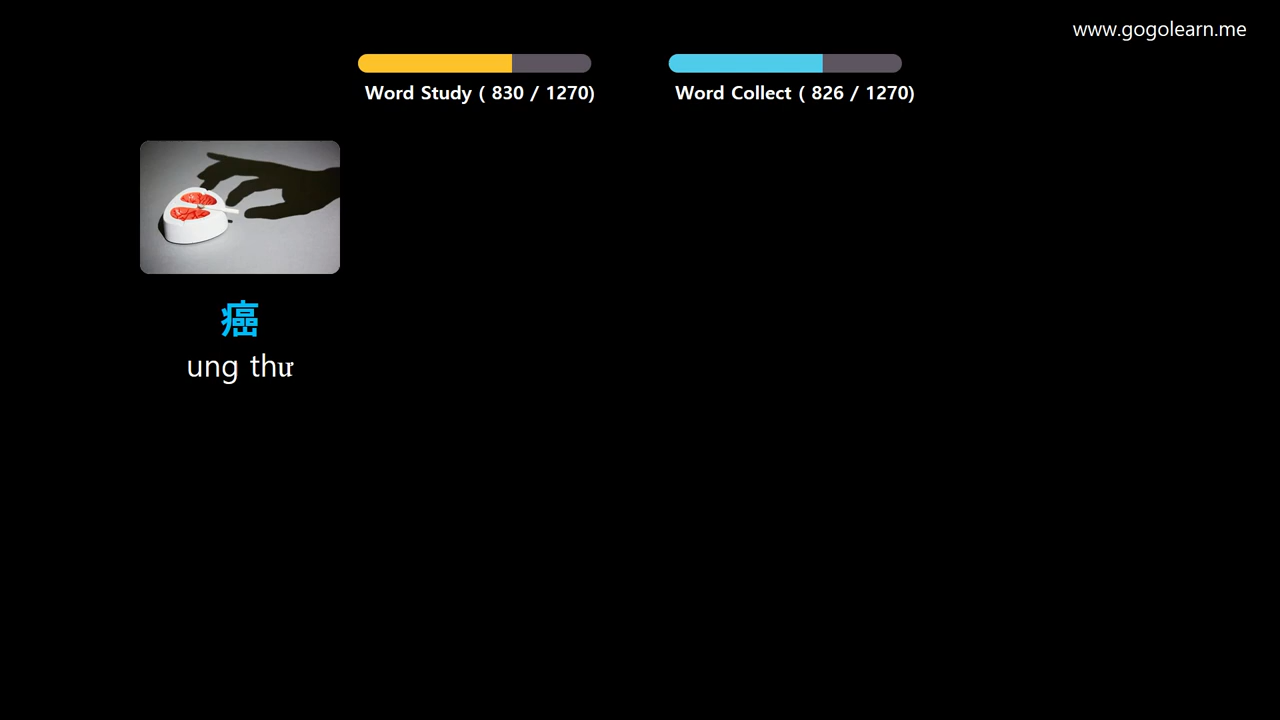 www.gogolearn.me
Word Study ( 830 / 1270)
Word Collect ( 826 / 1270)
癌
ung thư